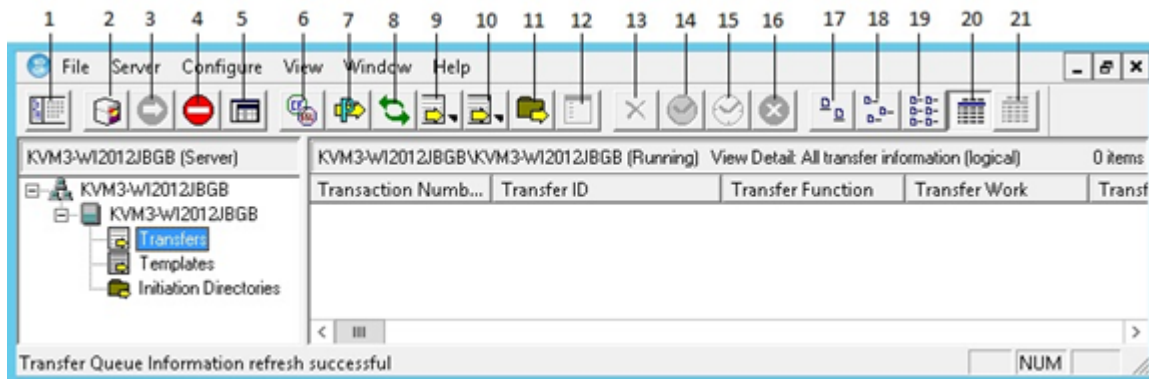 1 2 3 4 5 6 7 8 9 10 11 12 13 14 15 16 17 18 19 20 21
File Server Configure View Window Help
KVM3-WI2012JBGB (Server)
KVM3-WI2012JBGB\KVM3-WI2012JBGB (Running) View Detail: All transfer information (logical) 0 items
KVM3-WI2012JBGB
KVM3-WI2012JBGB
Transfers
Templates
Initiation Directories
Transaction Numb... Transfer ID Transfer Function Transfer Work Transf
Transfer Queue Information refresh successful NUM